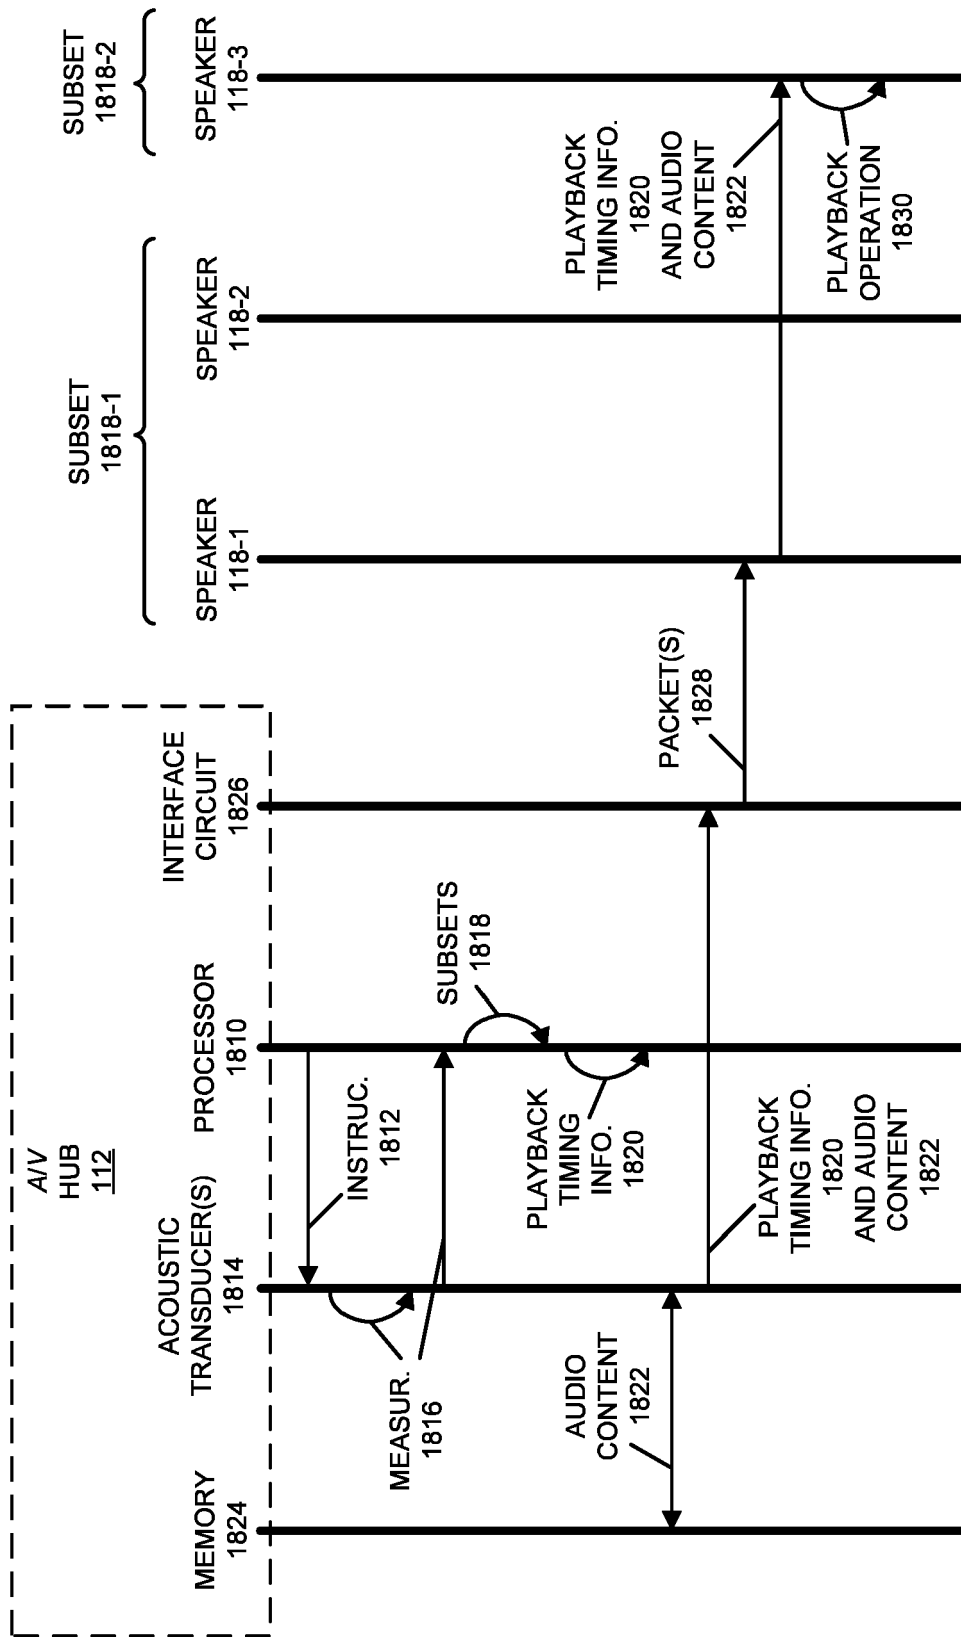 A/V
HUB
112
MEMORY
1824
ACOUSTIC
TRANSDUCER(S)
1814
PROCESSOR
1810
INTERFACE
CIRCUIT
1826
SUBSET
1818-1
SPEAKER
118-1
SPEAKER
118-2
SUBSET
1818-2
SPEAKER
118-3
INSTRUC.
1812
MEASUR.
1816
SUBSETS
1818
PLAYBACK
TIMING
INFO.
1820
AUDIO
CONTENT
1822
PLAYBACK
TIMING INFO.
1820
AND AUDIO
CONTENT
1822
PACKET(S)
1828
PLAYBACK
TIMING INFO.
1820
AND AUDIO
CONTENT
1822
PLAYBACK
OPERATION
1830